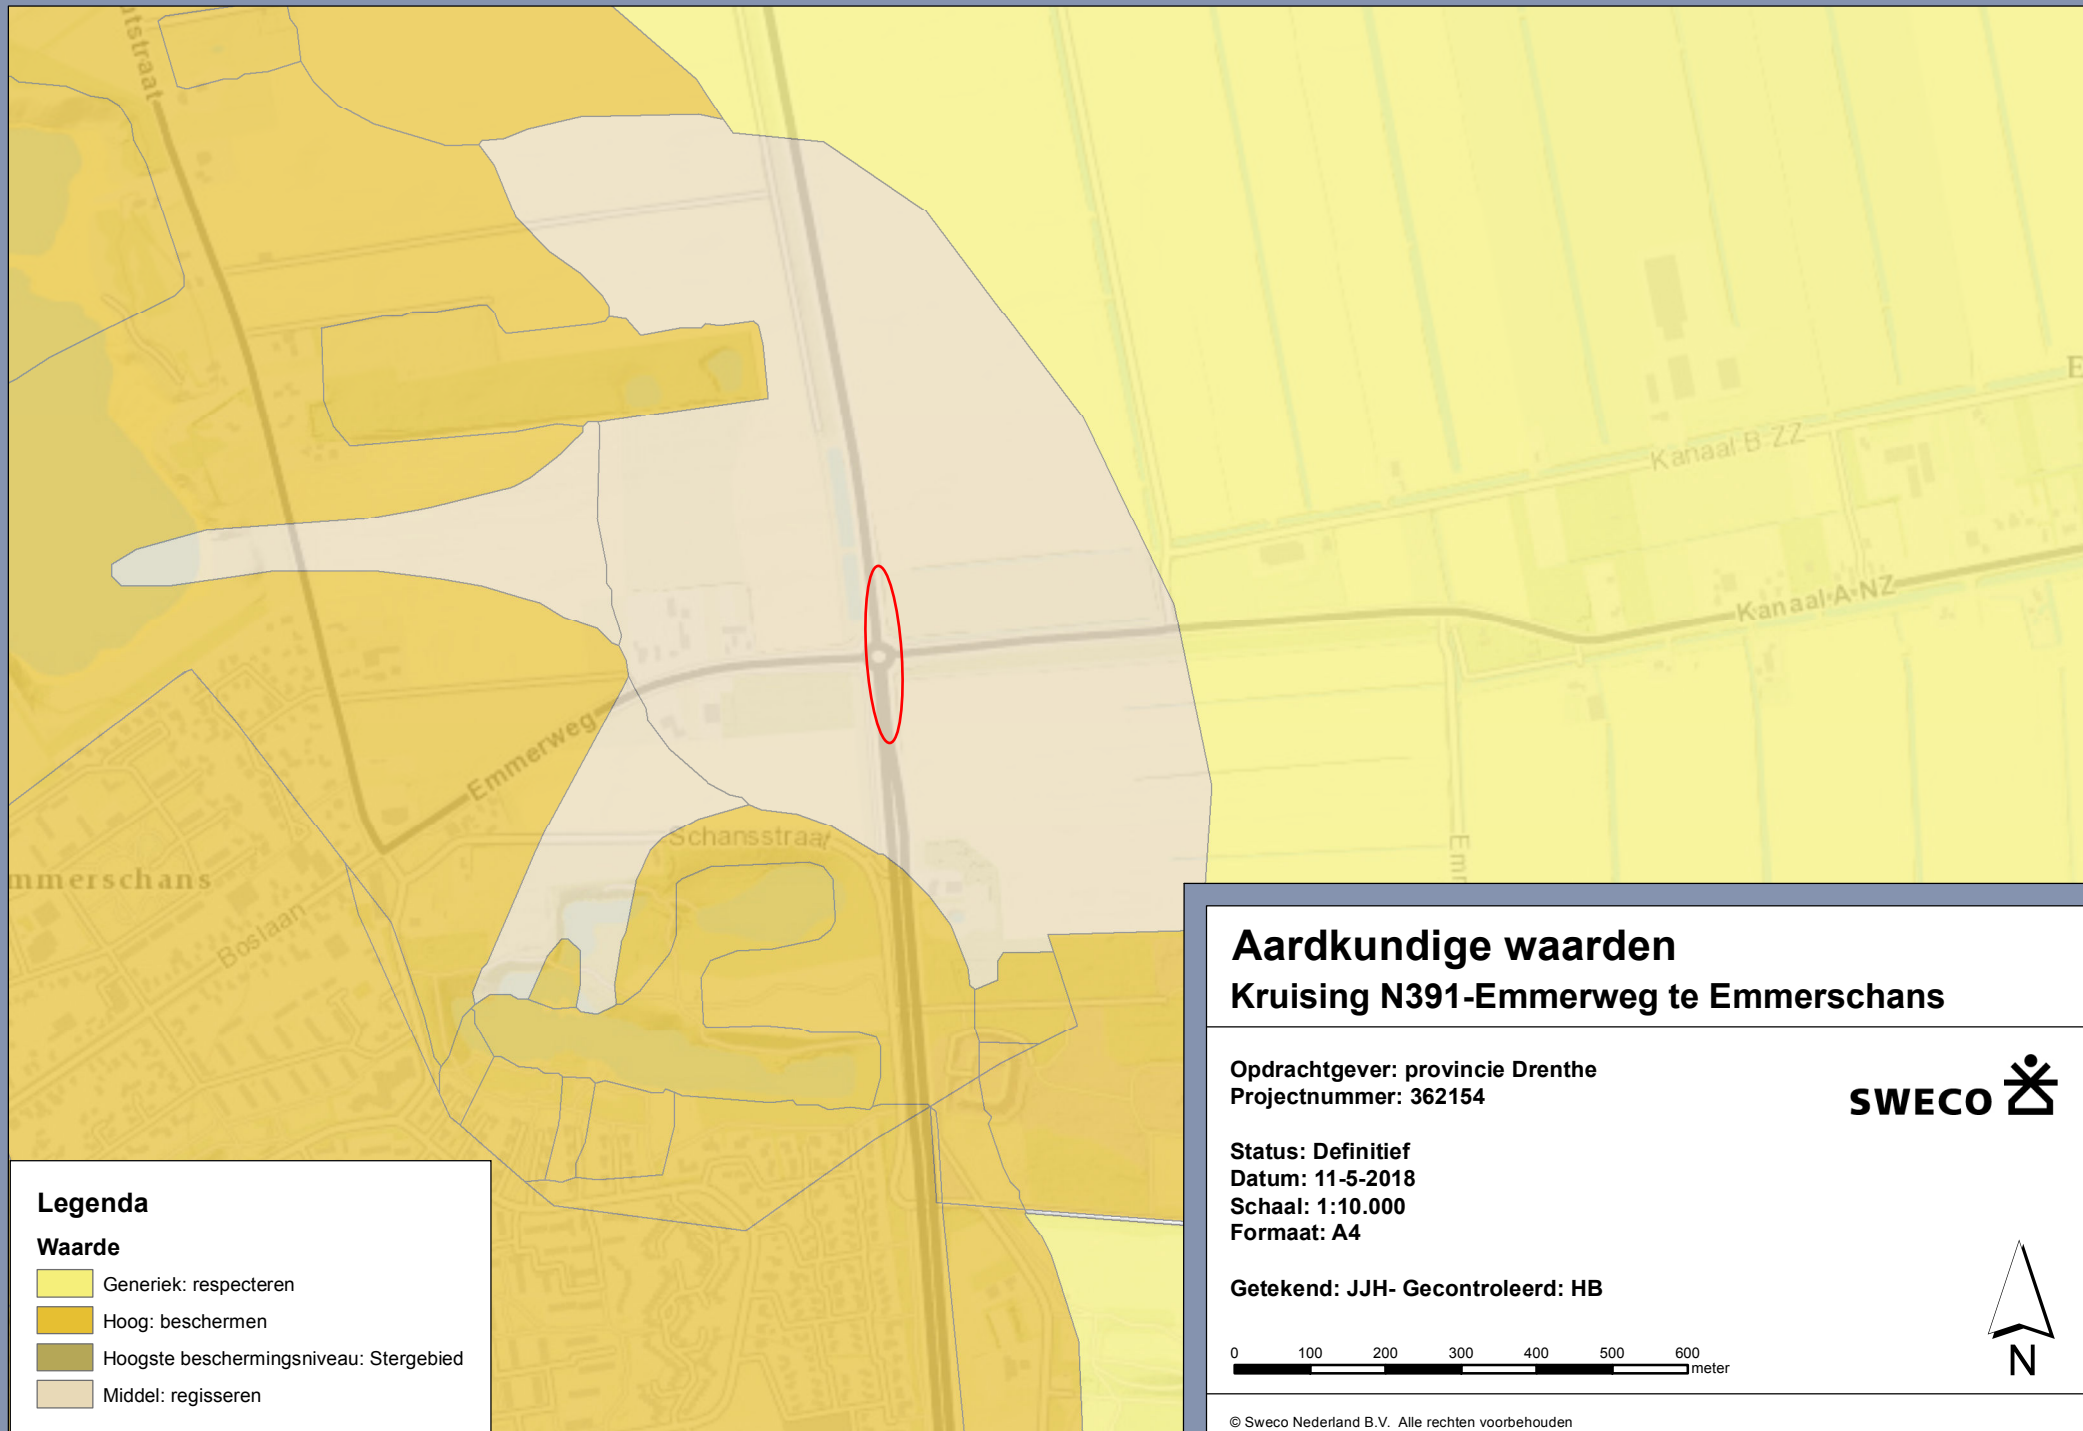 Kanaal B ZZ
Kanaal A NZ
Emmerweg
Schansstraat
mmerschans
Boslaan
Aardkundige waarden
Kruising N391-Emmerweg te Emmerschans
Opdrachtgever: provincie Drenthe
Projectnummer: 362154
SWECO
Status: Definitief
Datum: 11-5-2018
Schaal: 1:10.000
Formaat: A4
Getekend: JJH- Gecontroleerd: HB
0 100 200 300 400 500 600
meter
N
© Sweco Nederland B.V. Alle rechten voorbehouden
Legenda
Waarde
Generiek: respecteren
Hoog: beschermen
Hoogste beschermingsniveau: Stergebied
Middel: regisseren